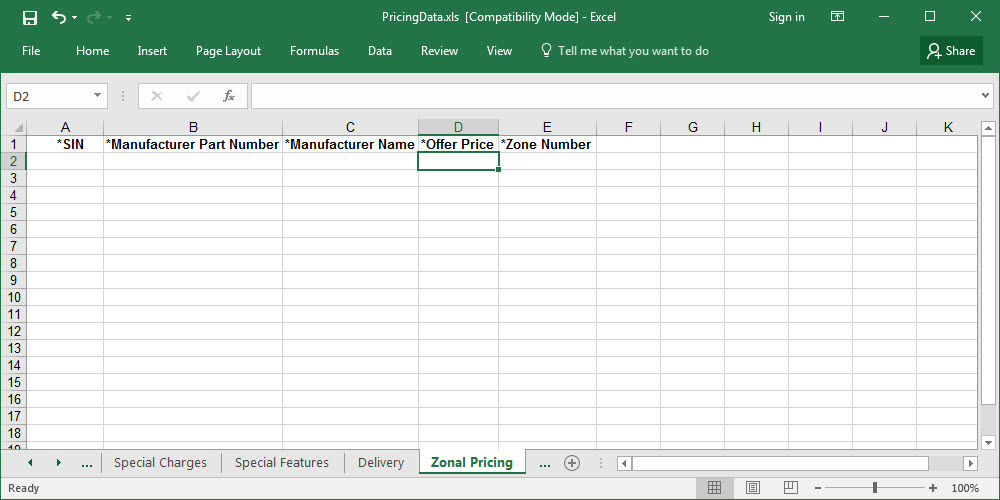 PricingData.xls [Compatibility Mode] - Excel
Sign in
File Home Insert Page Layout Formulas Data Review View Tell me what you want to do Share
D2 fx
A B C D E F G H I J K
1 *SIN *Manufacturer Part Number *Manufacturer Name *Offer Price *Zone Number
2
3
4
5
6
7
8
9
10
11
12
13
14
15
16
17
18
19
... Special Charges Special Features Delivery Zonal Pricing ...
Ready 100%